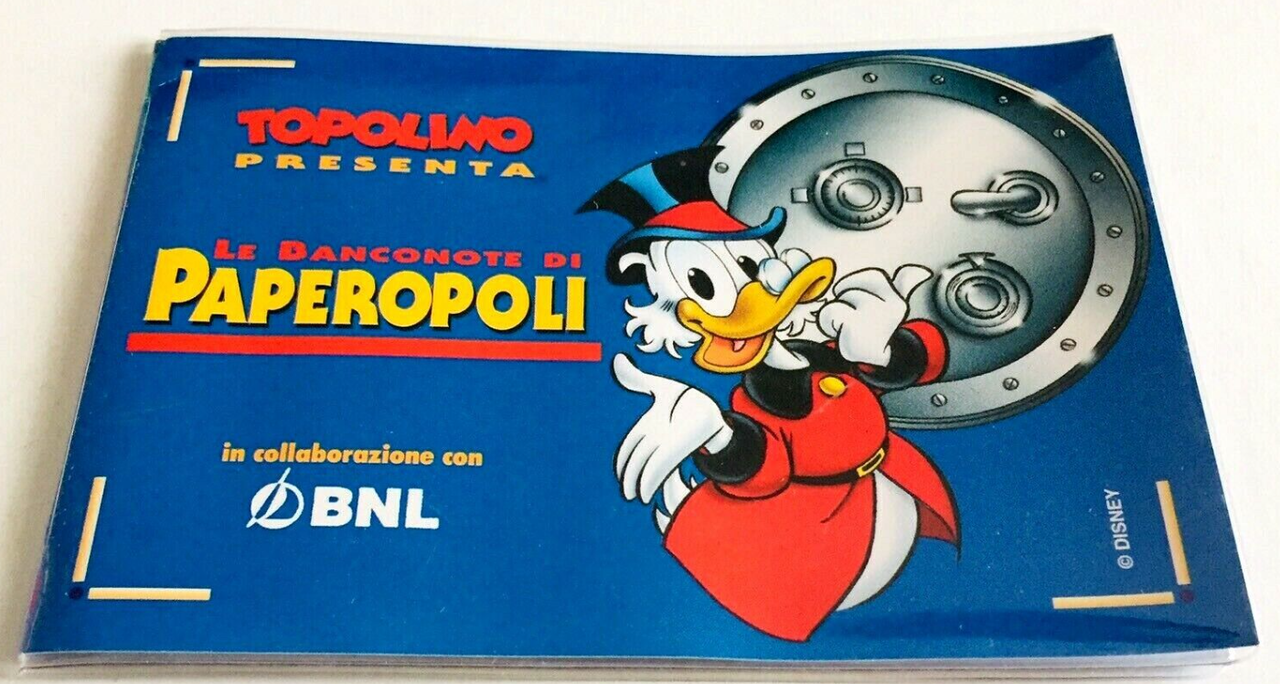 TOPOLINO
PRESENTA
LE BANCONOTE DI
PAPEROPOLI
in collaborazione con
BNL
© DISNEY